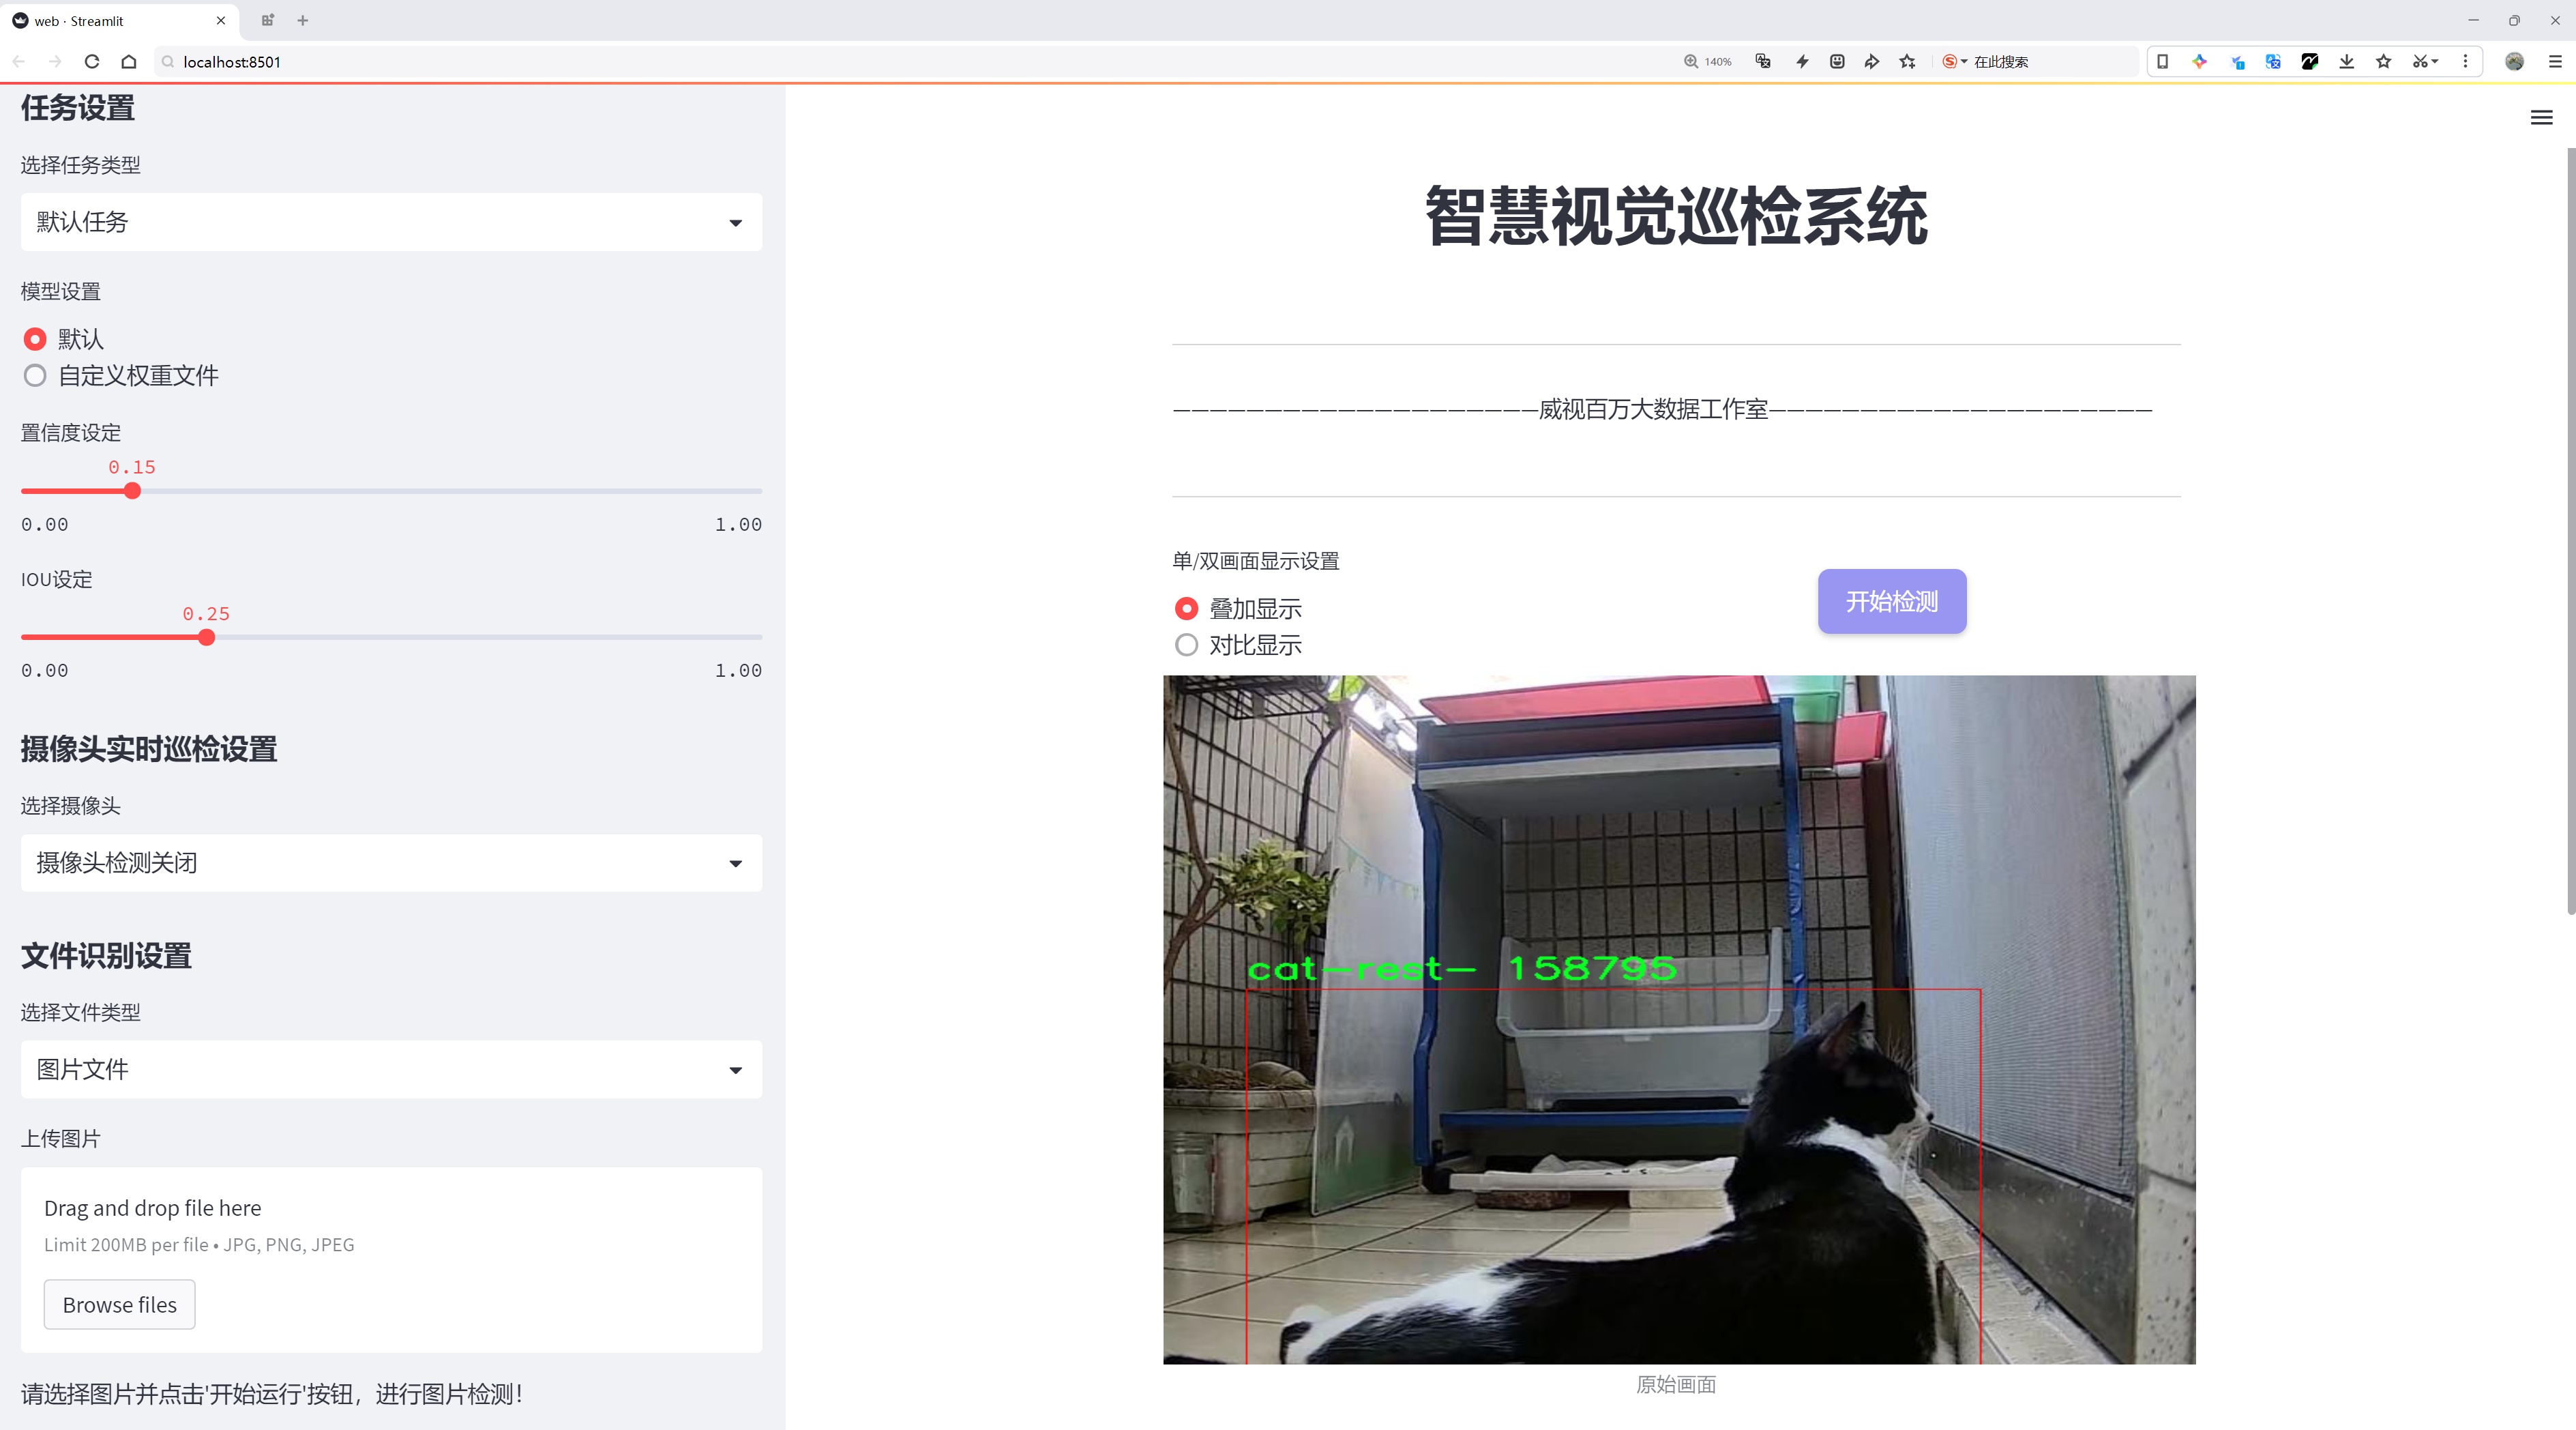 web · Streamlit
localhost:8501
140%
在此搜索
任务设置
选择任务类型
默认任务
模型设置
默认
自定义权重文件
置信度设定
0.15
0.00
1.00
IOU设定
0.25
0.00
1.00
摄像头实时巡检设置
选择摄像头
摄像头检测关闭
文件识别设置
选择文件类型
图片文件
上传图片
Drag and drop file here
Limit 200MB per file • JPG, PNG, JPEG
Browse files
请选择图片并点击'开始运行'按钮，进行图片检测！
智慧视觉巡检系统
—————————————————————威视百万大数据工作室—————————————————————
单/双画面显示设置
叠加显示
对比显示
开始检测
cat-rest- 158795
原始画面